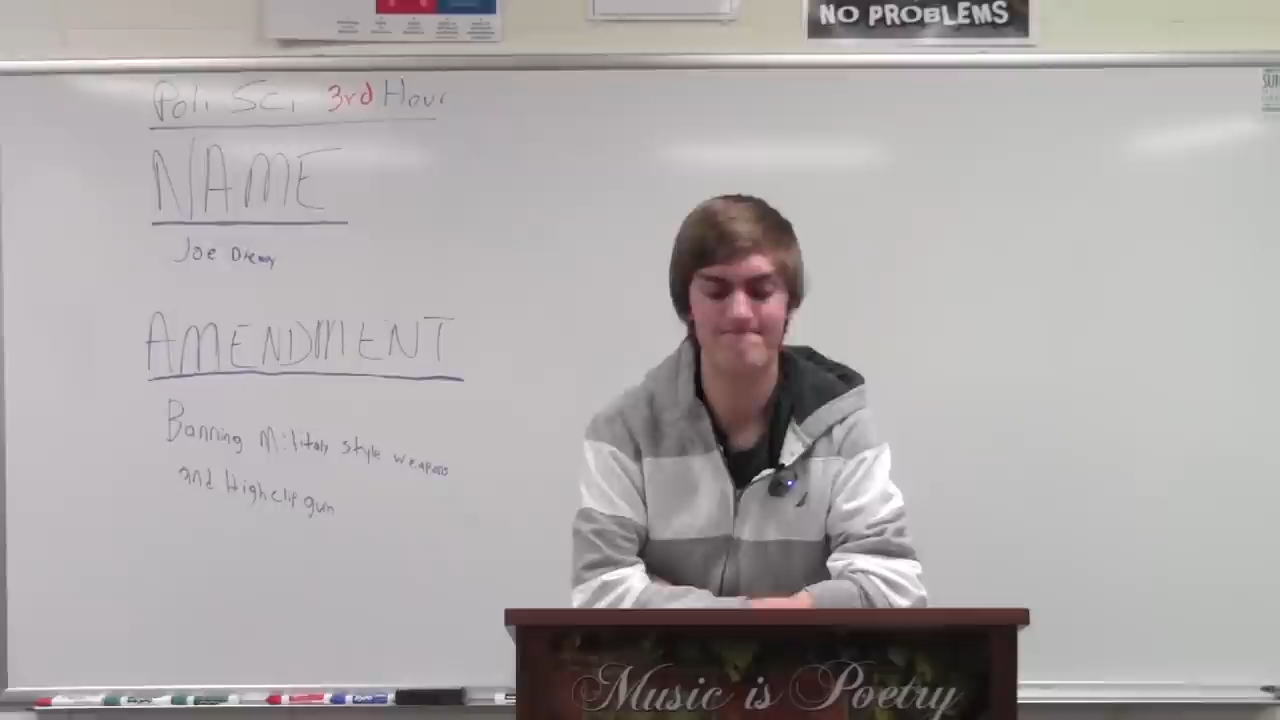 NO PROBLEMS
Poli Sci 3rd Hour
NAME
Joe
AMENDMENT
Banning Military style weapons
and High clip gun
Music is Poetry